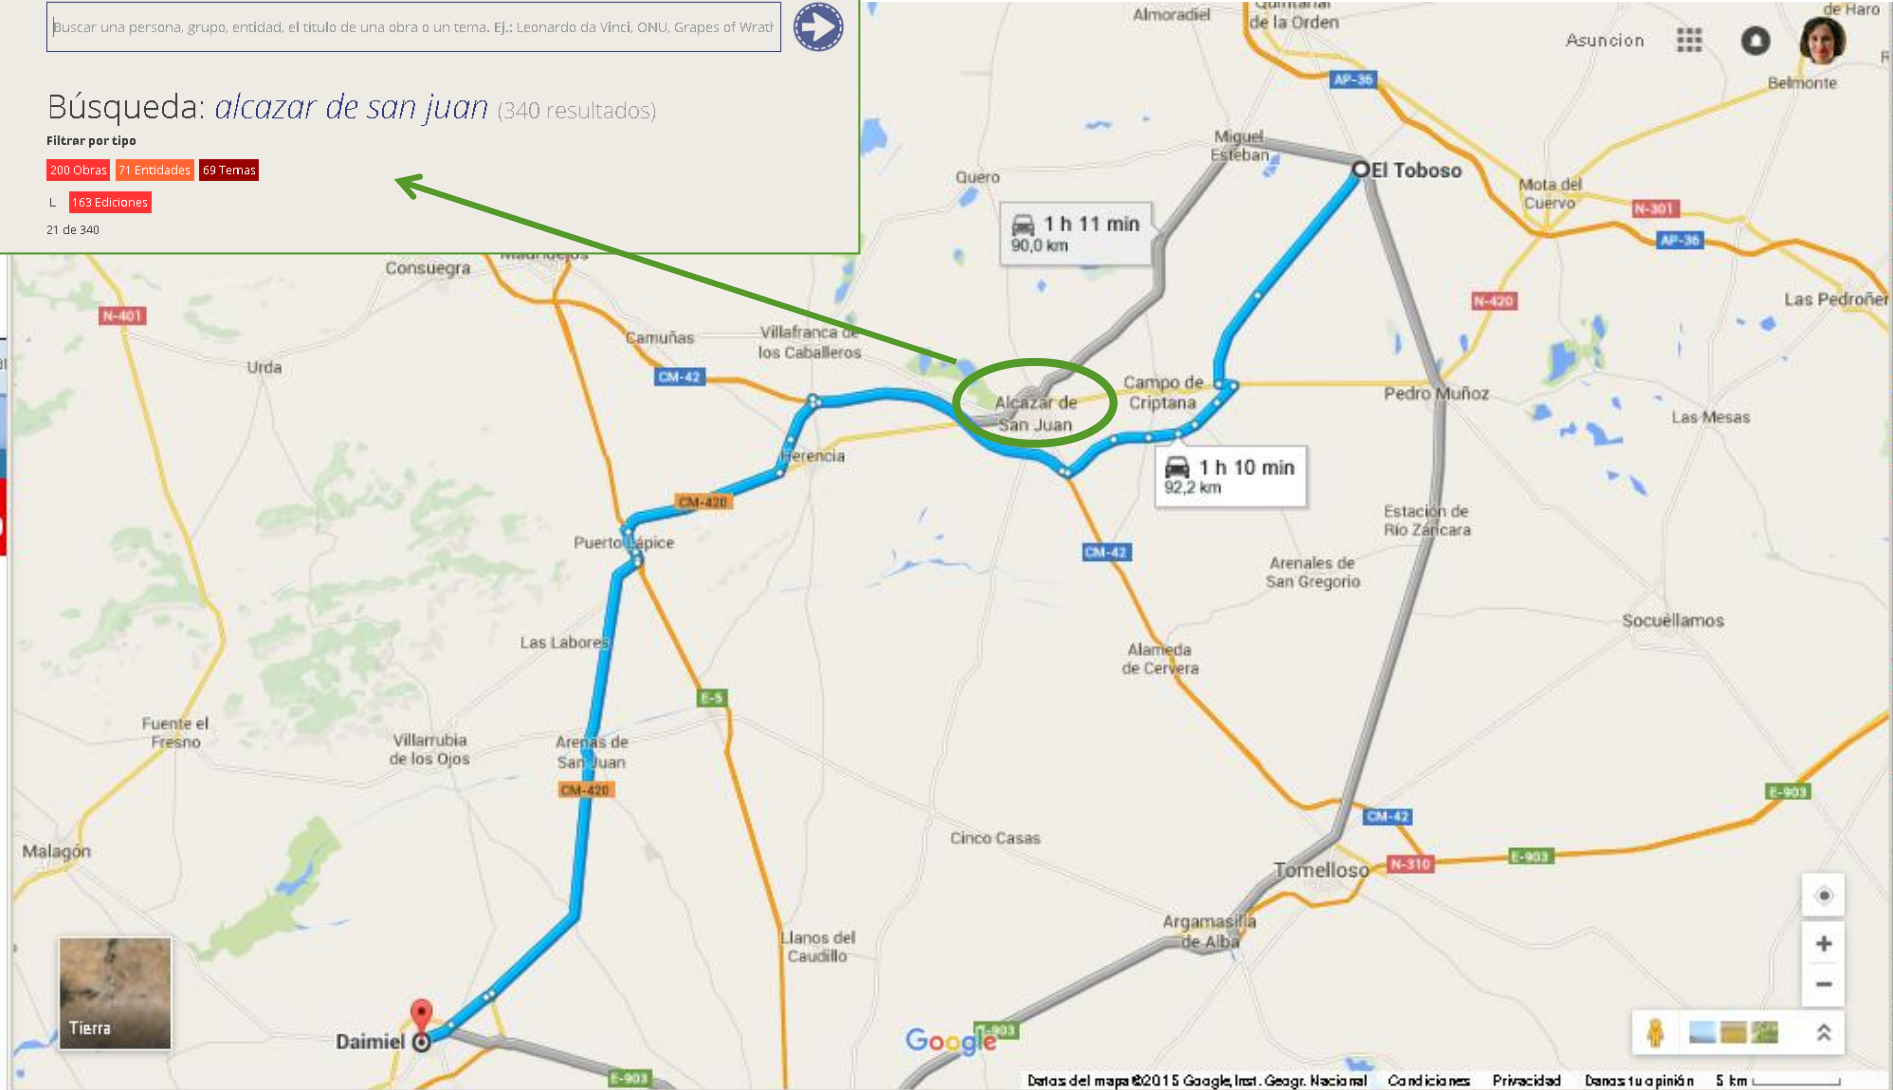 Buscar una persona, grupo, entidad, el título de una obra o un tema. Ej.: Leonardo da Vinci, ONU, Grapes of Wrat
Búsqueda: alcazar de san juan (340 resultados)
Filtrar por tipo
200 Obras 71 Entidades 69 Temas
L 163 Ediciones
21 de 340
Almoradiel
Quintanar
de la Orden
de Haro
Asuncion
AP-36
Belmonte
Miguel
Esteban
El Toboso
Quero
Mota del
Cuervo
N-301
AP-36
1 h 11 min
90,0 km
Consuegra
Madridejos
N-420
Las Pedroñer
N-401
Camuñas
Villafranca de
los Caballeros
Urda
CM-42
Alcázar de
San Juan
Campo de
Criptana
Pedro Muñoz
Las Mesas
Herencia
1 h 10 min
92,2 km
CM-420
Estación de
Río Záncara
Puerto Lápice
CM-42
Arenales de
San Gregorio
Las Labores
Socuéllamos
Alameda
de Cervera
E-5
Fuente el
Fresno
Villarrubia
de los Ojos
Arenas de
San Juan
CM-420
E-903
CM-42
Malagón
Cinco Casas
E-903
N-310
Tomelloso
Argamasilla
de Alba
Llanos del
Caudillo
+
−
Tierra
Daimiel
Google
E-903
E-903
Datos del mapa ©2015 Google, Inst. Geogr. Nacional Condiciones Privacidad Danos tu opinión 5 km